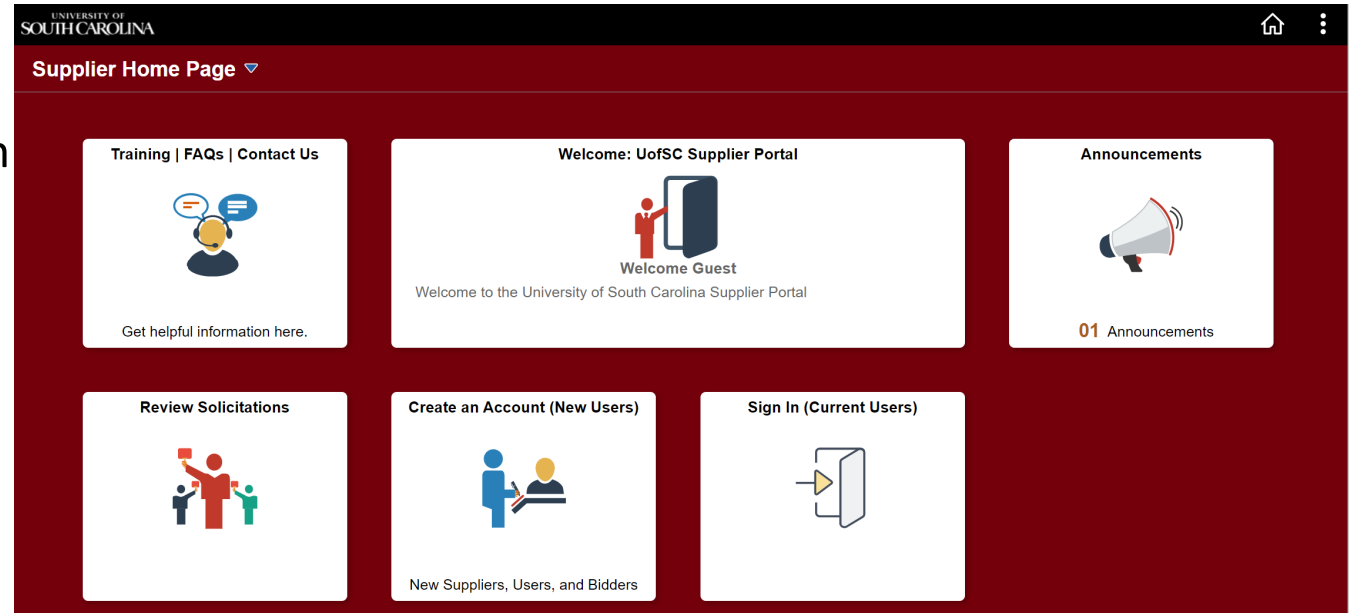 UNIVERSITY OF
SOUTH CAROLINA
Supplier Home Page
n
Training | FAQs | Contact Us
Get helpful information here.
Welcome: UofSC Supplier Portal
Welcome Guest
Welcome to the University of South Carolina Supplier Portal
Announcements
01 Announcements
Review Solicitations
Create an Account (New Users)
New Suppliers, Users, and Bidders
Sign In (Current Users)